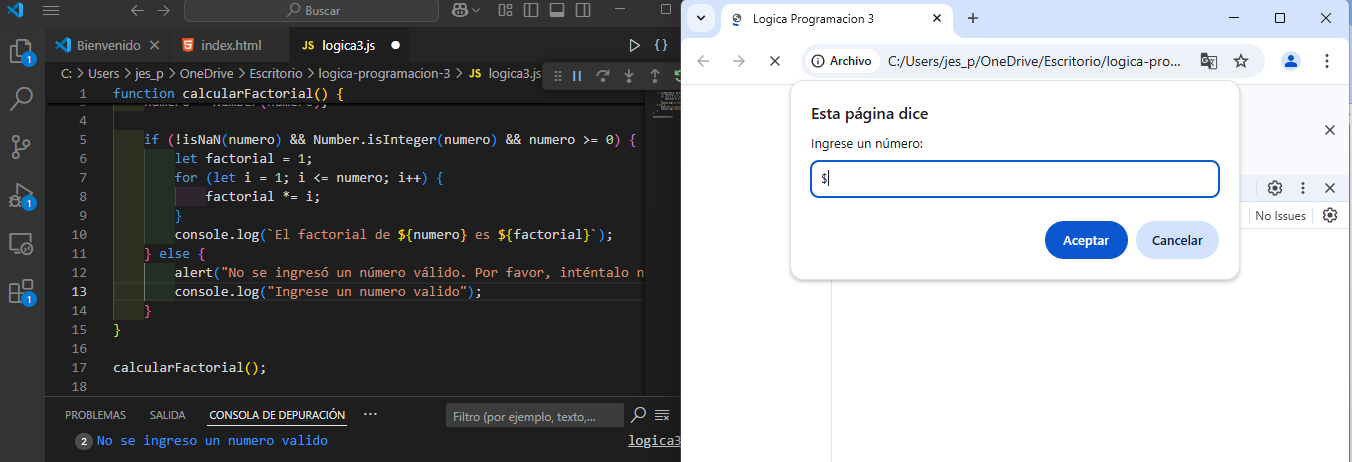 Buscar
Bienvenido
index.html
JS logica3.js
C: > Users > jes_p > OneDrive > Escritorio > logica-programacion-3 > JS logica3.js
1 function calcularFactorial() {
4
5 if (!isNaN(numero) && Number.isInteger(numero) && numero >= 0) {
6 let factorial = 1;
7 for (let i = 1; i <= numero; i++) {
8 factorial *= i;
9 }
10 console.log(`El factorial de ${numero} es ${factorial}`);
11 } else {
12 alert("No se ingresó un número válido. Por favor, inténtalo n
13 console.log("Ingrese un numero valido");
14 }
15 }
16
17 calcularFactorial();
18
PROBLEMAS SALIDA CONSOLA DE DEPURACIÓN ...
Filtro (por ejemplo, texto,...
2 No se ingreso un numero valido logica3
1
1
1
Logica Programacion 3
Archivo C:/Users/jes_p/OneDrive/Escritorio/logica-pro...
Esta página dice
Ingrese un número:
$
Aceptar Cancelar
No Issues